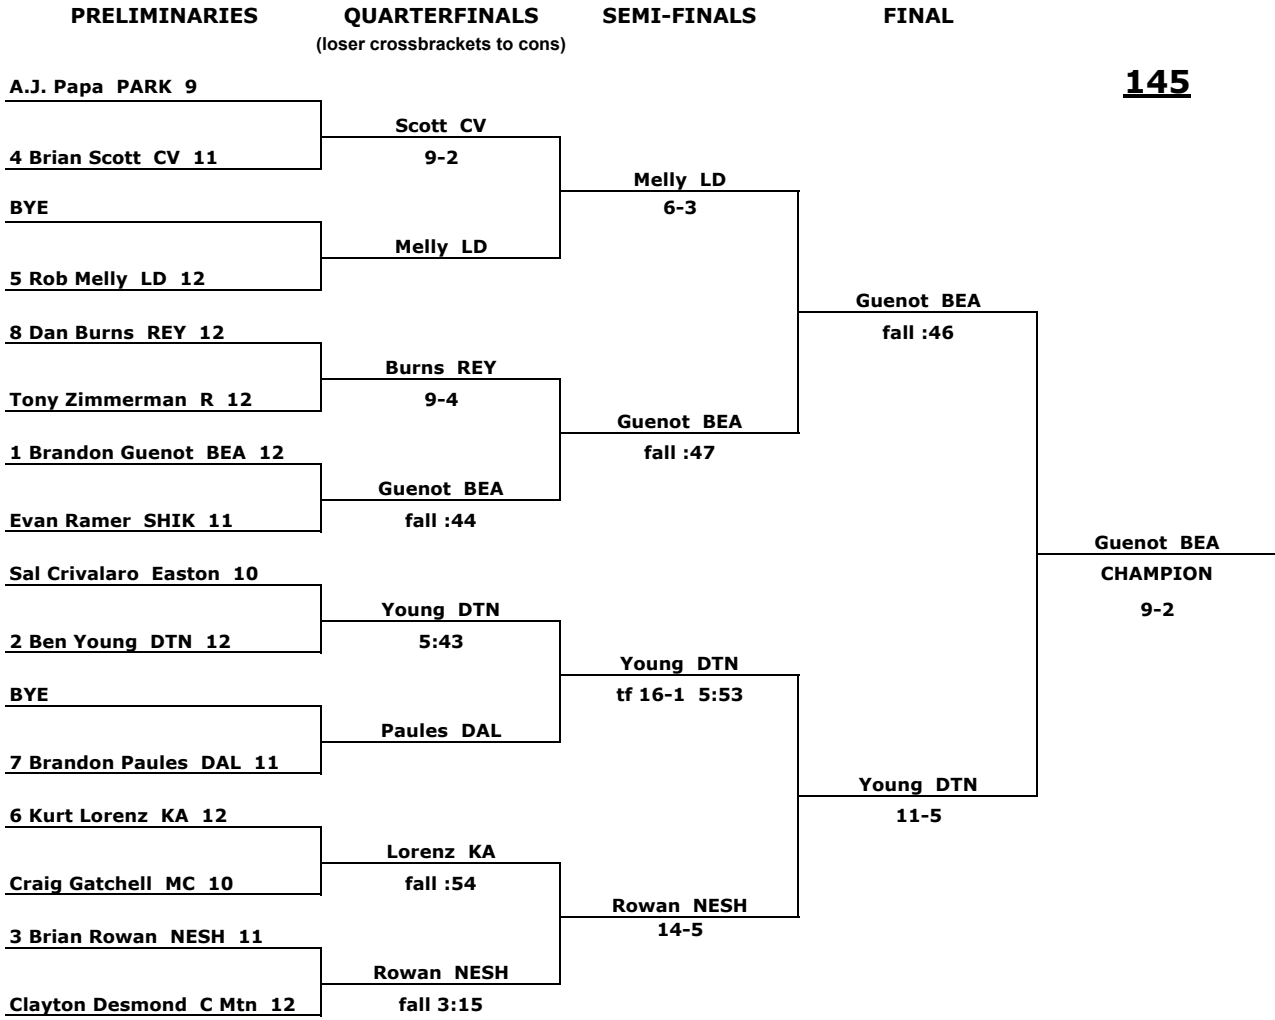 PRELIMINARIES QUARTERFINALS SEMI-FINALS FINAL
(loser crossbrackets to cons)
145
A.J. Papa PARK 9
Scott CV
4 Brian Scott CV 11
9-2
Melly LD
BYE
6-3
Melly LD
5 Rob Melly LD 12
Guenot BEA
8 Dan Burns REY 12
fall :46
Burns REY
Tony Zimmerman R 12
9-4
Guenot BEA
1 Brandon Guenot BEA 12
fall :47
Guenot BEA
Evan Ramer SHIK 11
fall :44
Guenot BEA
Sal Crivalaro Easton 10
CHAMPION
Young DTN
9-2
2 Ben Young DTN 12
5:43
Young DTN
BYE
tf 16-1 5:53
Paules DAL
7 Brandon Paules DAL 11
Young DTN
6 Kurt Lorenz KA 12
11-5
Lorenz KA
Craig Gatchell MC 10
fall :54
Rowan NESH
14-5
3 Brian Rowan NESH 11
Rowan NESH
Clayton Desmond C Mtn 12
fall 3:15